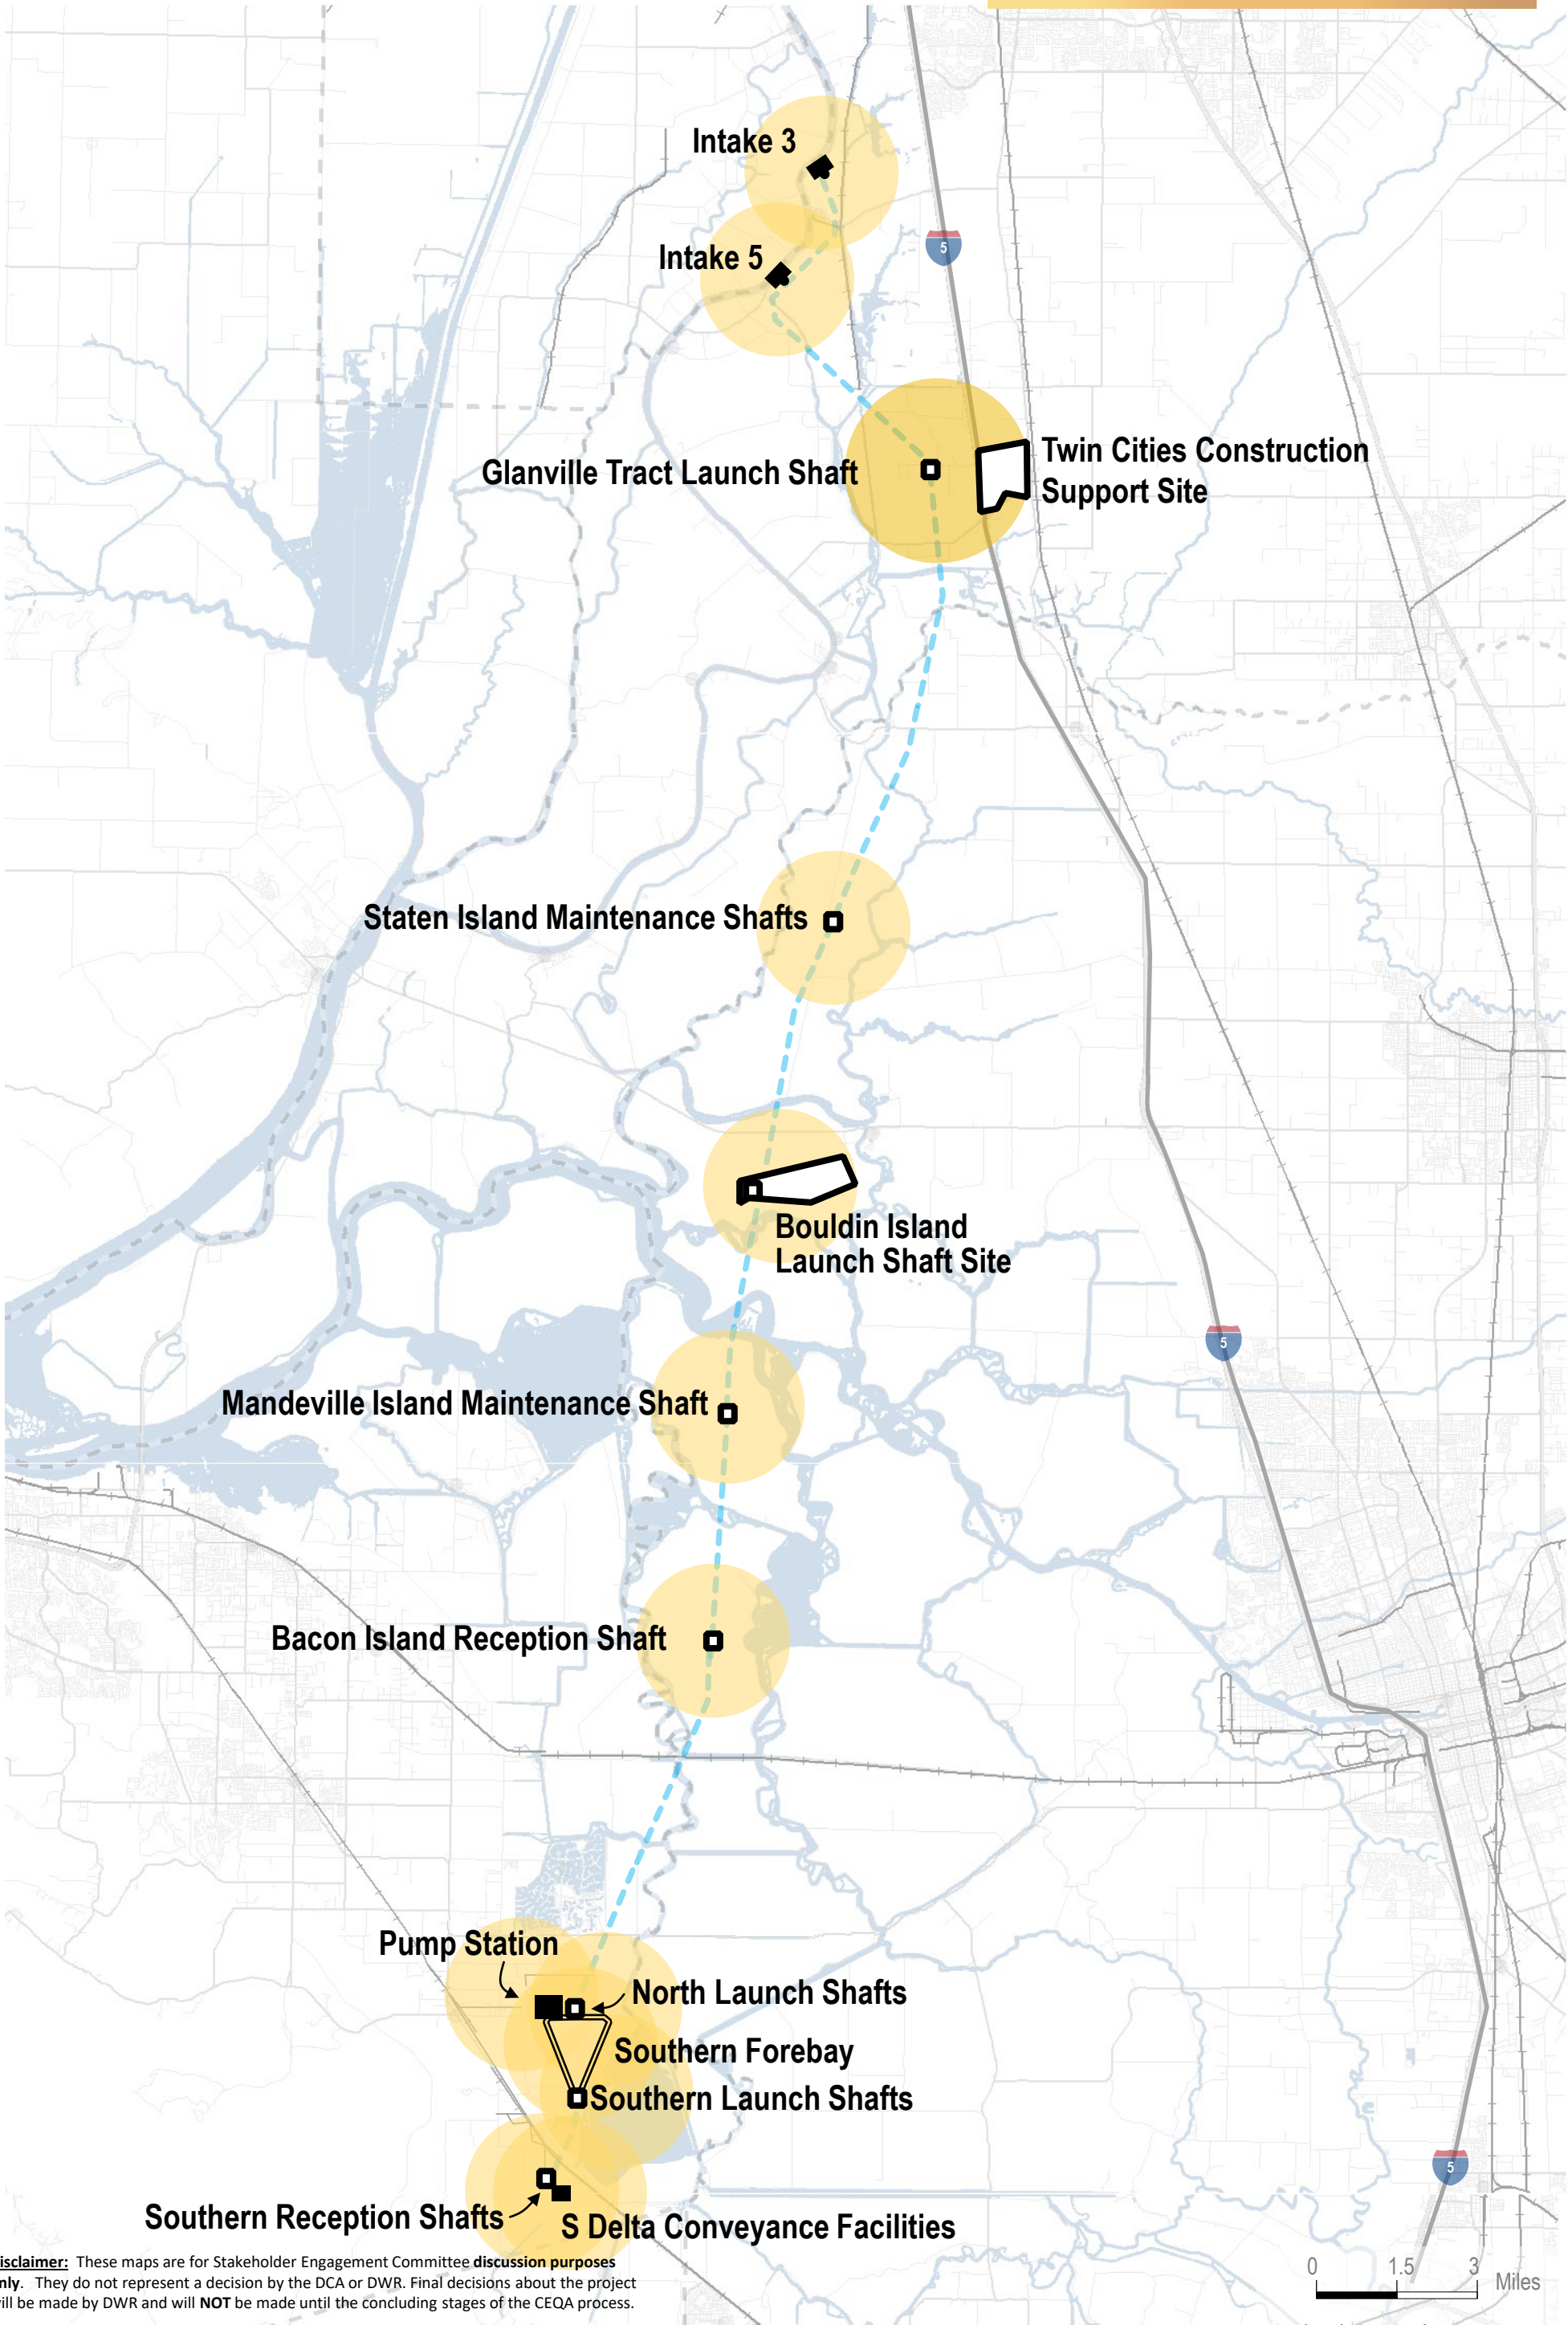 Intake 3
5
Intake 5
Twin Cities Construction
Support Site
Glanville Tract Launch Shaft
Staten Island Maintenance Shafts
Bouldin Island
Launch Shaft Site
5
Mandeville Island Maintenance Shaft
Bacon Island Reception Shaft
Pump Station
North Launch Shafts
Southern Forebay
Southern Launch Shafts
5
Southern Reception Shafts
S Delta Conveyance Facilities
isclaimer: These maps are for Stakeholder Engagement Committee discussion purposes
nly. They do not represent a decision by the DCA or DWR. Final decisions about the project
ill be made by DWR and will NOT be made until the concluding stages of the CEQA process.
0 1.5 3
Miles